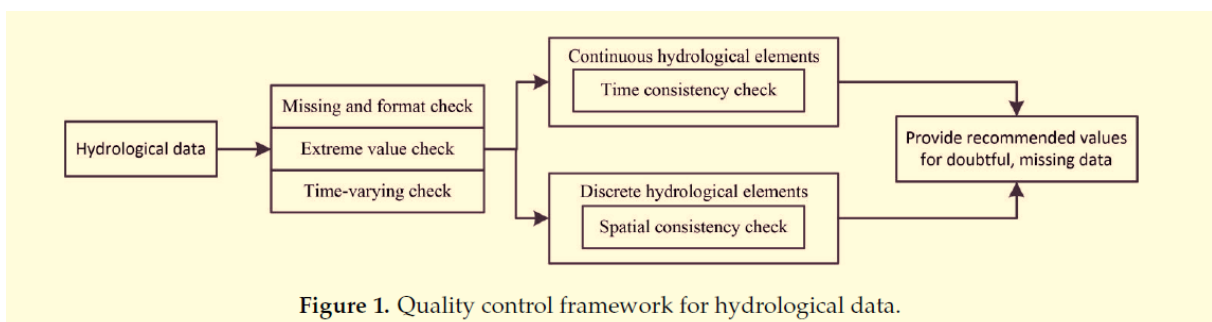 Hydrological data
Missing and format check
Extreme value check
Time-varying check
Continuous hydrological elements
Time consistency check
Discrete hydrological elements
Spatial consistency check
Provide recommended values
for doubtful, missing data
Figure 1. Quality control framework for hydrological data.